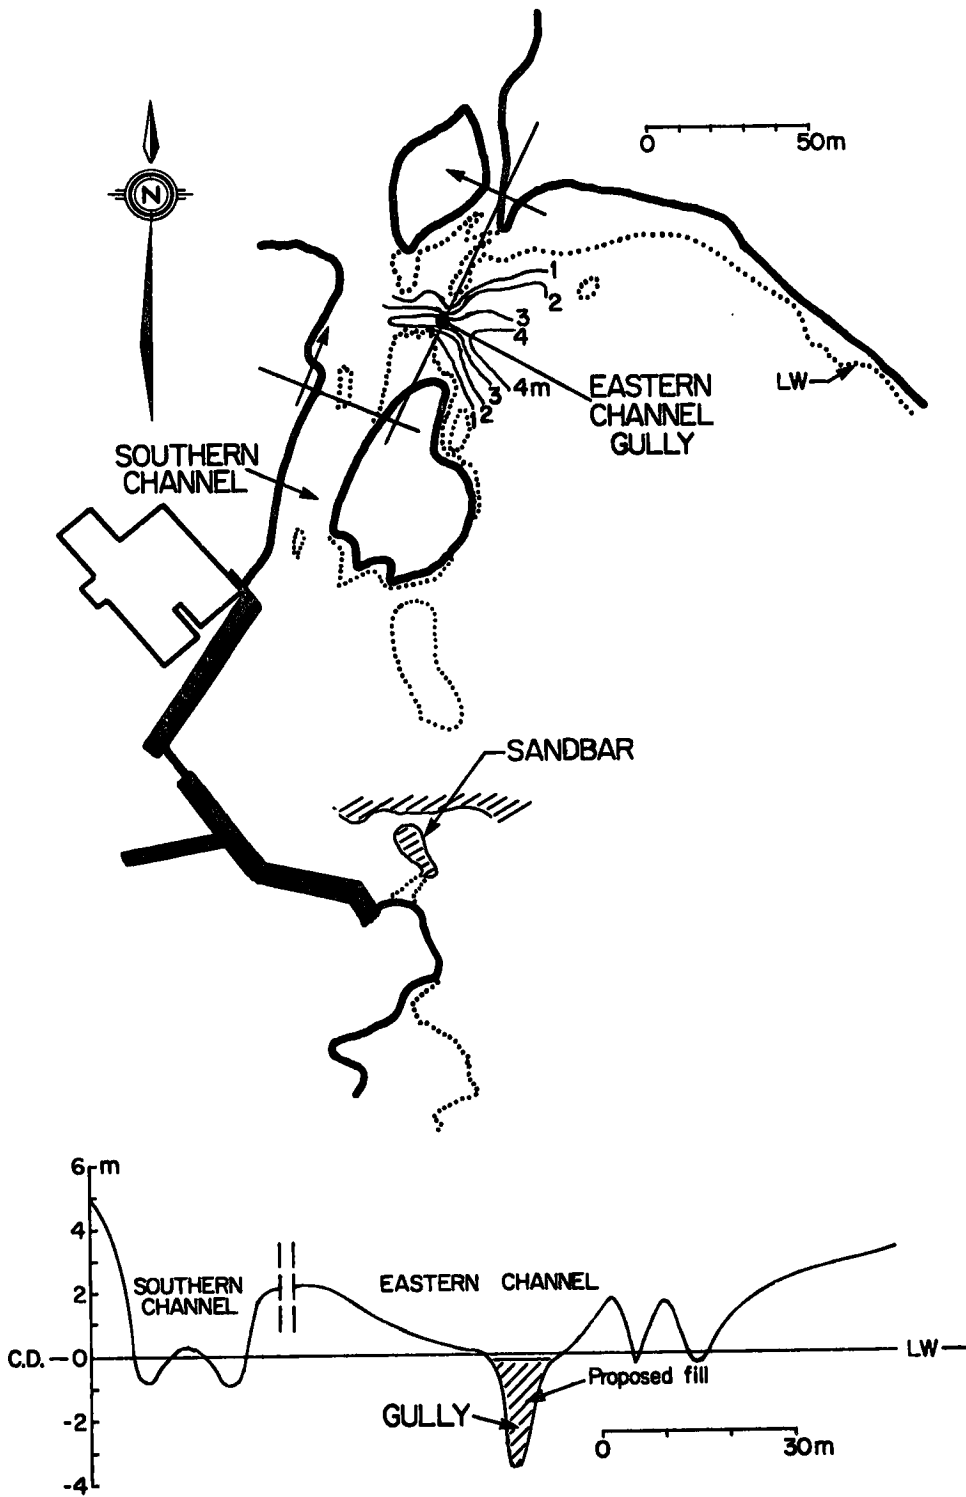 N
0 50m
1
2
3
4
4m
3
2
1
EASTERN
CHANNEL
GULLY
LW
SOUTHERN
CHANNEL
SANDBAR
6 m
4
2
C.D. 0
-2
-4
SOUTHERN
CHANNEL
EASTERN CHANNEL
LW
Proposed fill
GULLY
0 30m